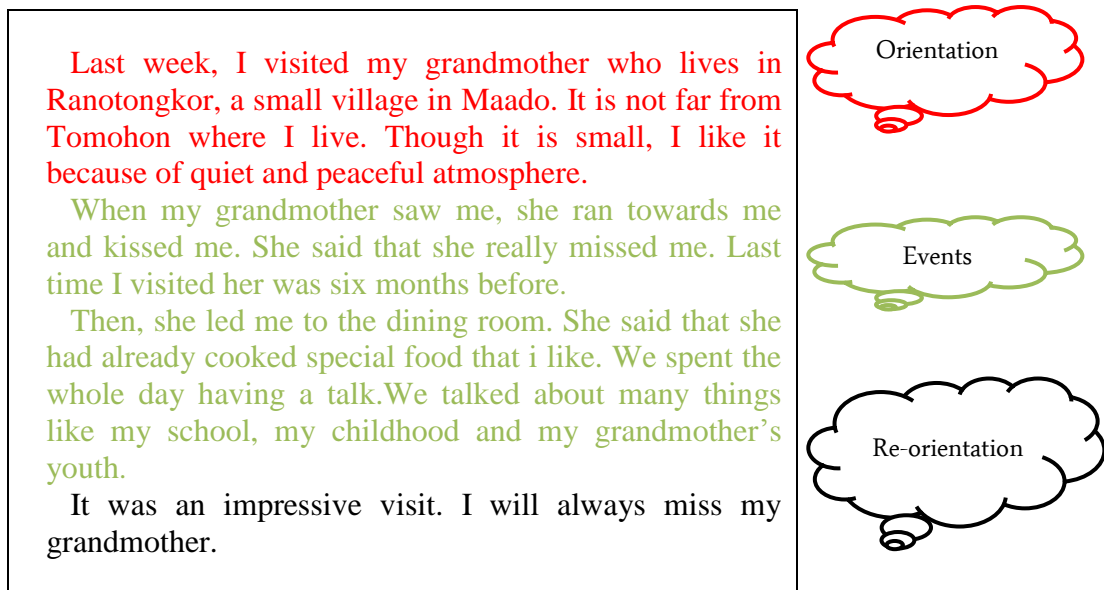 Last week, I visited my grandmother who lives in
Ranotongkor, a small village in Maado. It is not far from
Tomohon where I live. Though it is small, I like it
because of quiet and peaceful atmosphere.
When my grandmother saw me, she ran towards me
and kissed me. She said that she really missed me. Last
time I visited her was six months before.
Then, she led me to the dining room. She said that she
had already cooked special food that i like. We spent the
whole day having a talk.We talked about many things
like my school, my childhood and my grandmother’s
youth.
It was an impressive visit. I will always miss my
grandmother.
Orientation
Events
Re-orientation